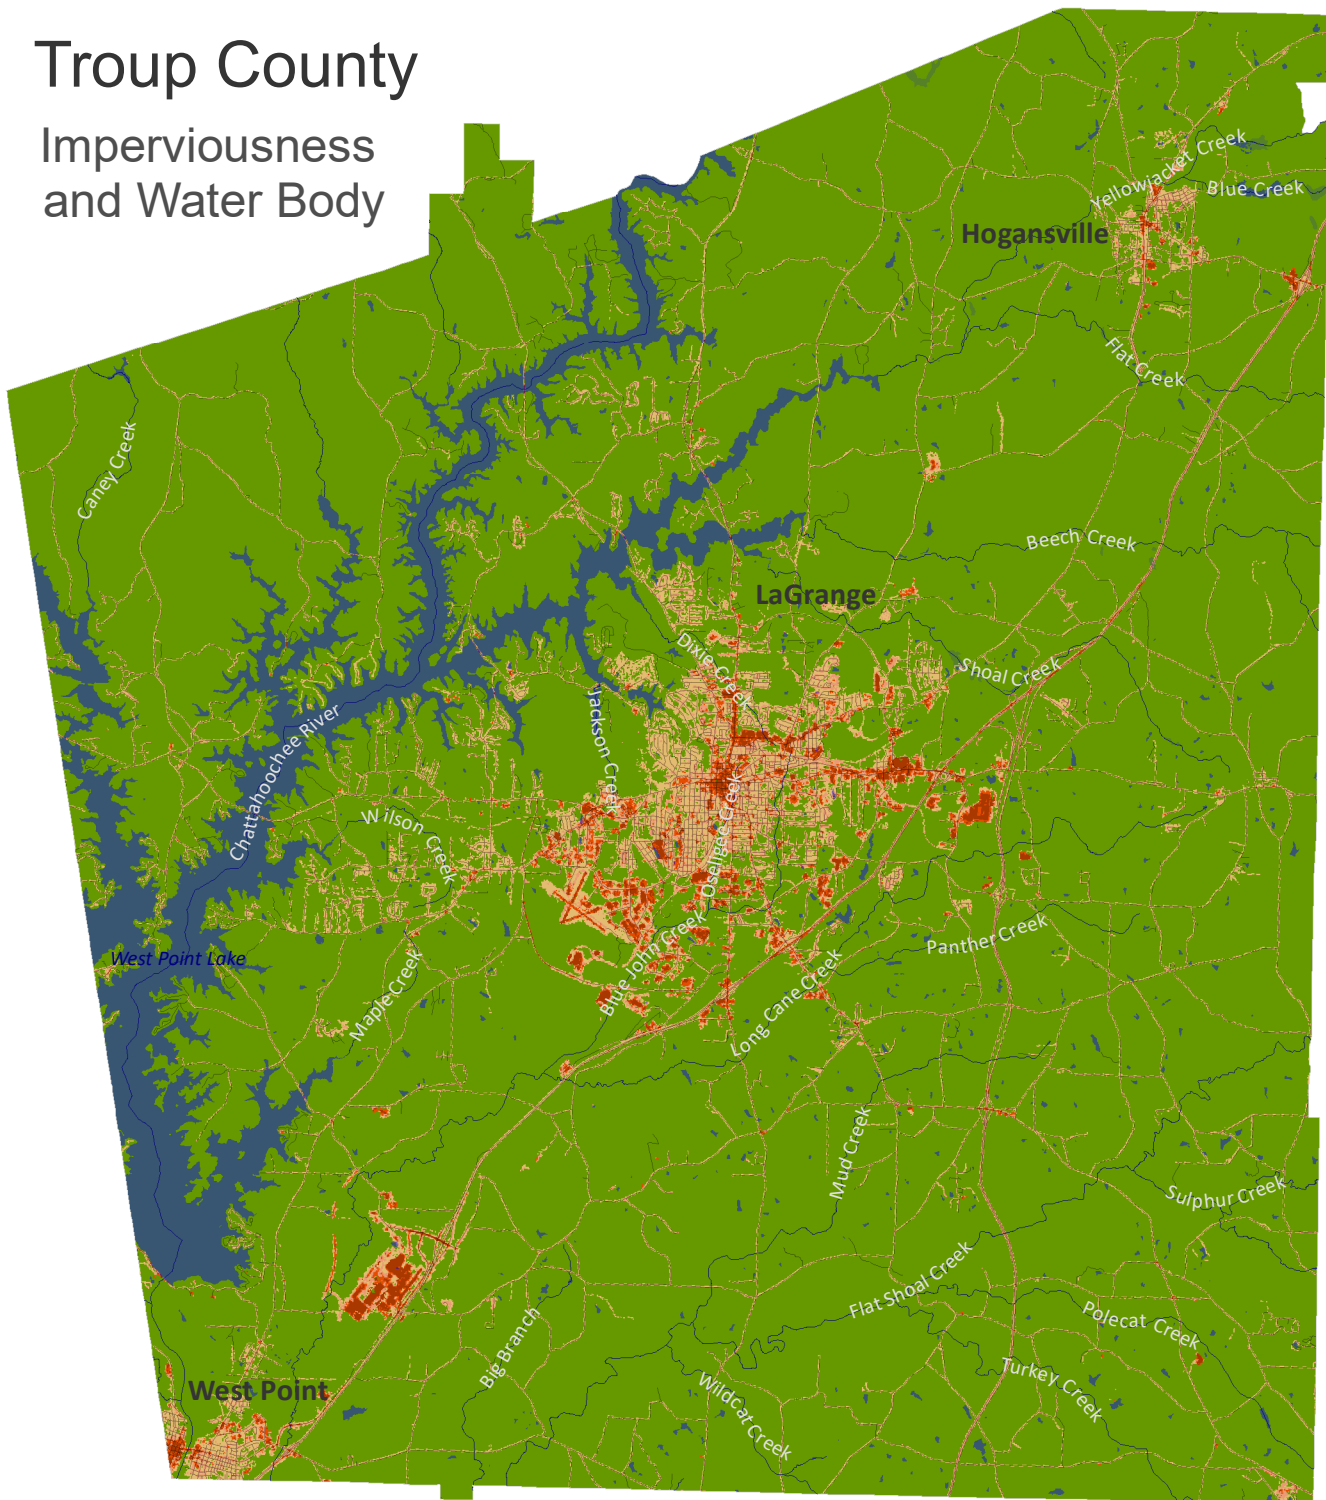 Troup County
Imperviousness
and Water Body
Yellowjacket Creek
Blue Creek
Hogansville
Flat Creek
Caney Creek
Beech Creek
LaGrange
Dixie Creek
Shoal Creek
Jackson Creek
Chattahoochee River
Wilson Creek
Oseligee Creek
Blue John Creek
Panther Creek
West Point Lake
Maple Creek
Long Cane Creek
Mud Creek
Sulphur Creek
Flat Shoal Creek
Polecat Creek
Big Branch
Turkey Creek
West Point
Wildcat Creek